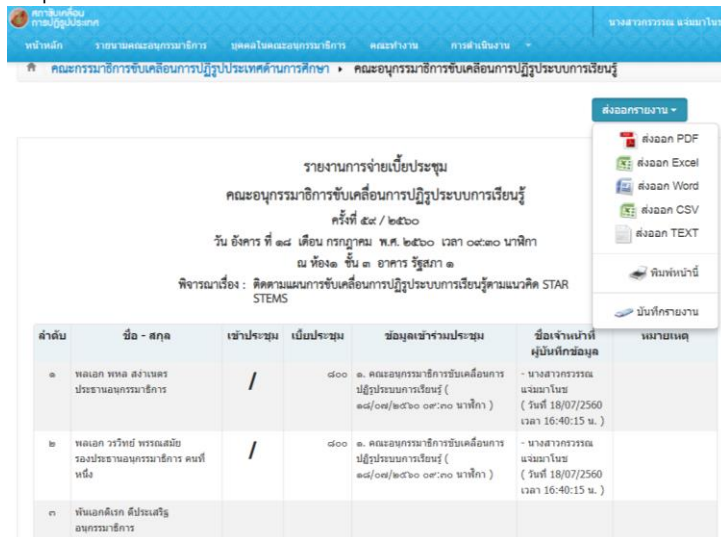 สภาขับเคลื่อน
การปฏิรูปประเทศ
นางสาวกรวรรณ แจ่มมาโนช
หน้าหลัก รายนามคณะอนุกรรมาธิการ บุคคลในคณะอนุกรรมาธิการ คณะทำงาน การดำเนินงาน
คณะกรรมาธิการขับเคลื่อนการปฏิรูปประเทศด้านการศึกษา คณะอนุกรรมาธิการขับเคลื่อนการปฏิรูประบบการเรียนรู้
ส่งออกรายงาน
ส่งออก PDF
ส่งออก Excel
ส่งออก Word
ส่งออก CSV
ส่งออก TEXT
พิมพ์หน้านี้
บันทึกรายงาน
รายงานการจ่ายเบี้ยประชุม
คณะอนุกรรมาธิการขับเคลื่อนการปฏิรูประบบการเรียนรู้
ครั้งที่ ๕๙ / ๒๕๖๐
วัน อังคาร ที่ ๑๘ เดือน กรกฎาคม พ.ศ. ๒๕๖๐ เวลา ๐๙:๓๐ นาฬิกา
ณ ห้อง๑ ชั้น ๓ อาคาร รัฐสภา ๑
พิจารณาเรื่อง : ติดตามแผนการขับเคลื่อนการปฏิรูประบบการเรียนรู้ตามแนวคิด STAR
STEMS
ลำดับ ชื่อ - สกุล เข้าประชุม เบี้ยประชุม ข้อมูลเข้าร่วมประชุม ชื่อเจ้าหน้าที่ หมายเหตุ
ผู้บันทึกข้อมูล
๑ พลเอก พหล สง่าเนตร / ๘๐๐ ๑. คณะอนุกรรมาธิการขับเคลื่อนการ - นางสาวกรวรรณ
ประธานอนุกรรมาธิการ ปฏิรูประบบการเรียนรู้ ( แจ่มมาโนช
๑๘/๐๗/๒๕๖๐ ๐๙:๓๐ นาฬิกา ) ( วันที่ 18/07/2560
เวลา 16:40:15 น. )
๒ พลเอก วรวิทย์ พรรณสมัย / ๘๐๐ ๑. คณะอนุกรรมาธิการขับเคลื่อนการ - นางสาวกรวรรณ
รองประธานอนุกรรมาธิการ คนที่ ปฏิรูประบบการเรียนรู้ ( แจ่มมาโนช
หนึ่ง ๑๘/๐๗/๒๕๖๐ ๐๙:๓๐ นาฬิกา ) ( วันที่ 18/07/2560
เวลา 16:40:15 น. )
๓ พันเอกดิเรก ดีประเสริฐ
อนุกรรมาธิการ